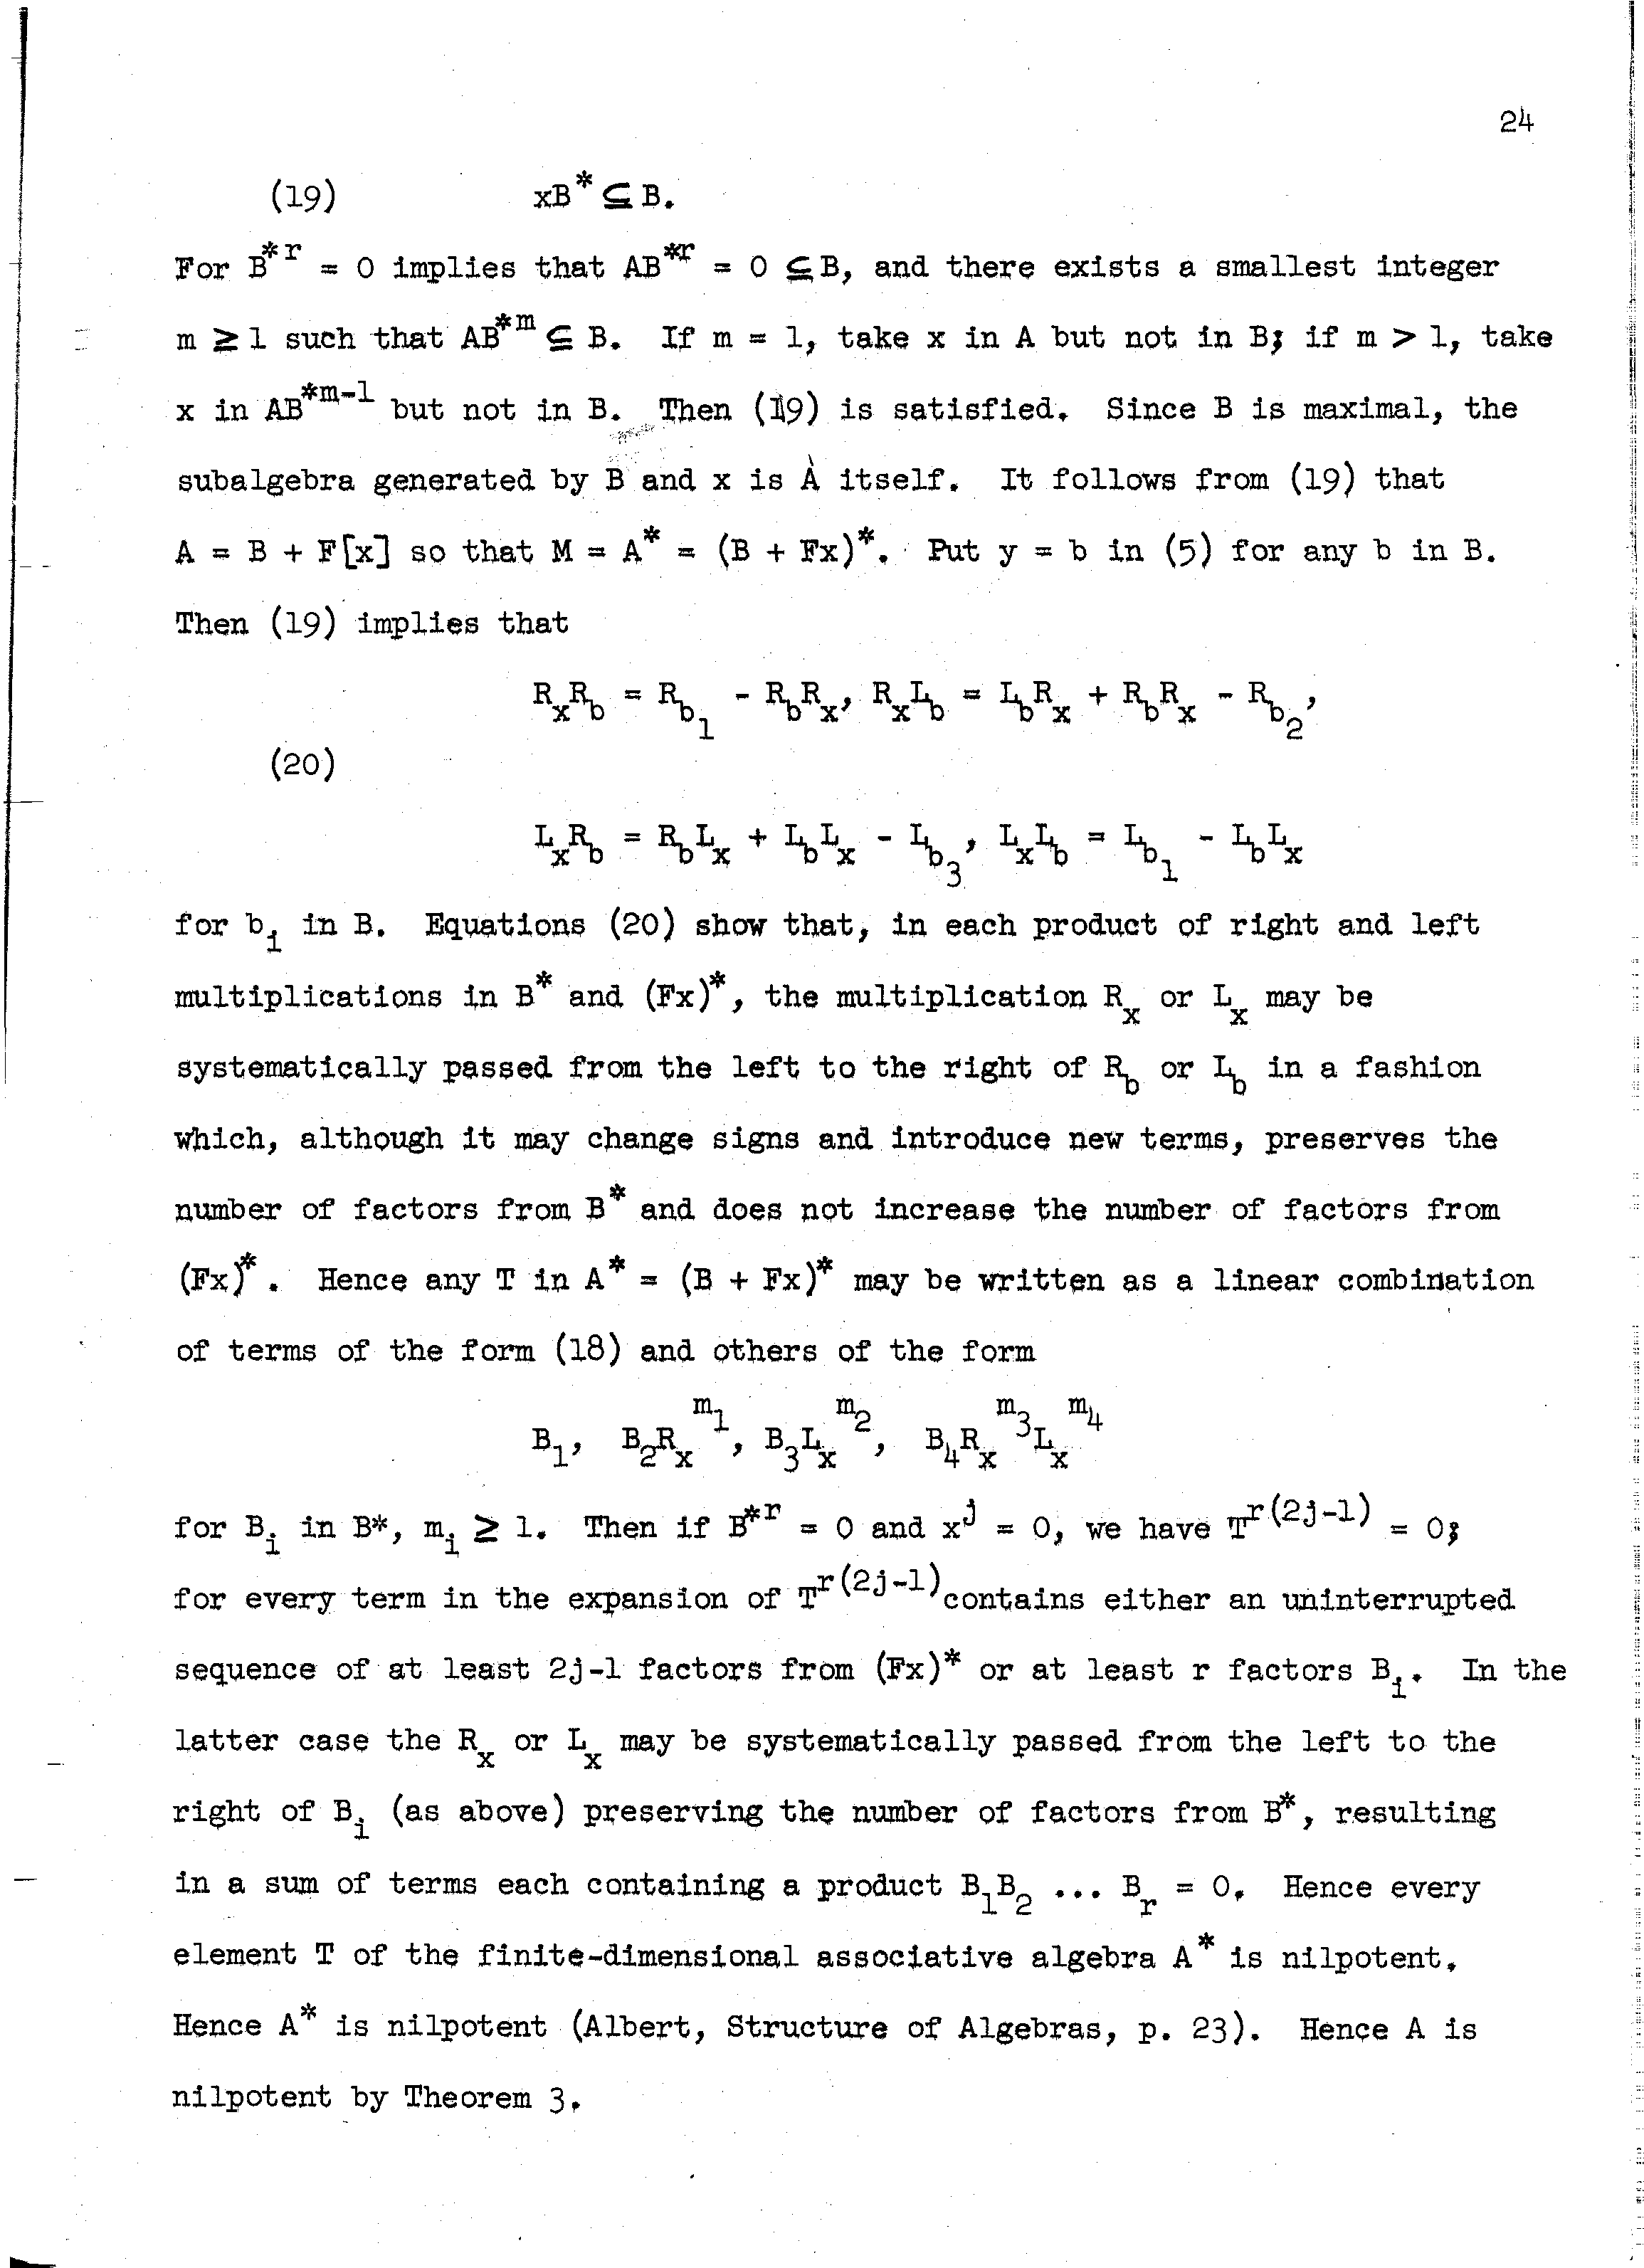 24
(19) xB* ⊆ B.
For B*ʳ = 0 implies that AB*ʳ = 0 ⊆ B, and there exists a smallest integer
m ≥ 1 such that AB*ᵐ ⊆ B. If m = 1, take x in A but not in B; if m > 1, take
x in AB*ᵐ⁻¹ but not in B. Then (19) is satisfied. Since B is maximal, the
subalgebra generated by B and x is A itself. It follows from (19) that
A = B + F[x] so that M = A* = (B + Fx)*. Put y = b in (5) for any b in B.
Then (19) implies that
R_xR_b = R_{b_1} - R_bR_x, R_xL_b = L_bR_x + R_bR_x - R_{b_2},
(20)
L_xR_b = R_bL_x + L_bL_x - L_{b_3}, L_xL_b = L_{b_1} - L_bL_x
for b_i in B. Equations (20) show that, in each product of right and left
multiplications in B* and (Fx)*, the multiplication R_x or L_x may be
systematically passed from the left to the right of R_b or L_b in a fashion
which, although it may change signs and introduce new terms, preserves the
number of factors from B* and does not increase the number of factors from
(Fx)*. Hence any T in A* = (B + Fx)* may be written as a linear combination
of terms of the form (18) and others of the form
B_1, B_2R_x^{m_1}, B_3L_x^{m_2}, B_4R_x^{m_3}L_x^{m_4}
for B_i in B*, m_i ≥ 1. Then if B*ʳ = 0 and x^j = 0, we have T^{r(2j-1)} = 0;
for every term in the expansion of T^{r(2j-1)} contains either an uninterrupted
sequence of at least 2j-1 factors from (Fx)* or at least r factors B_i. In the
latter case the R_x or L_x may be systematically passed from the left to the
right of B_i (as above) preserving the number of factors from B*, resulting
in a sum of terms each containing a product B_1B_2 ... B_r = 0. Hence every
element T of the finite-dimensional associative algebra A* is nilpotent.
Hence A* is nilpotent (Albert, Structure of Algebras, p. 23). Hence A is
nilpotent by Theorem 3.